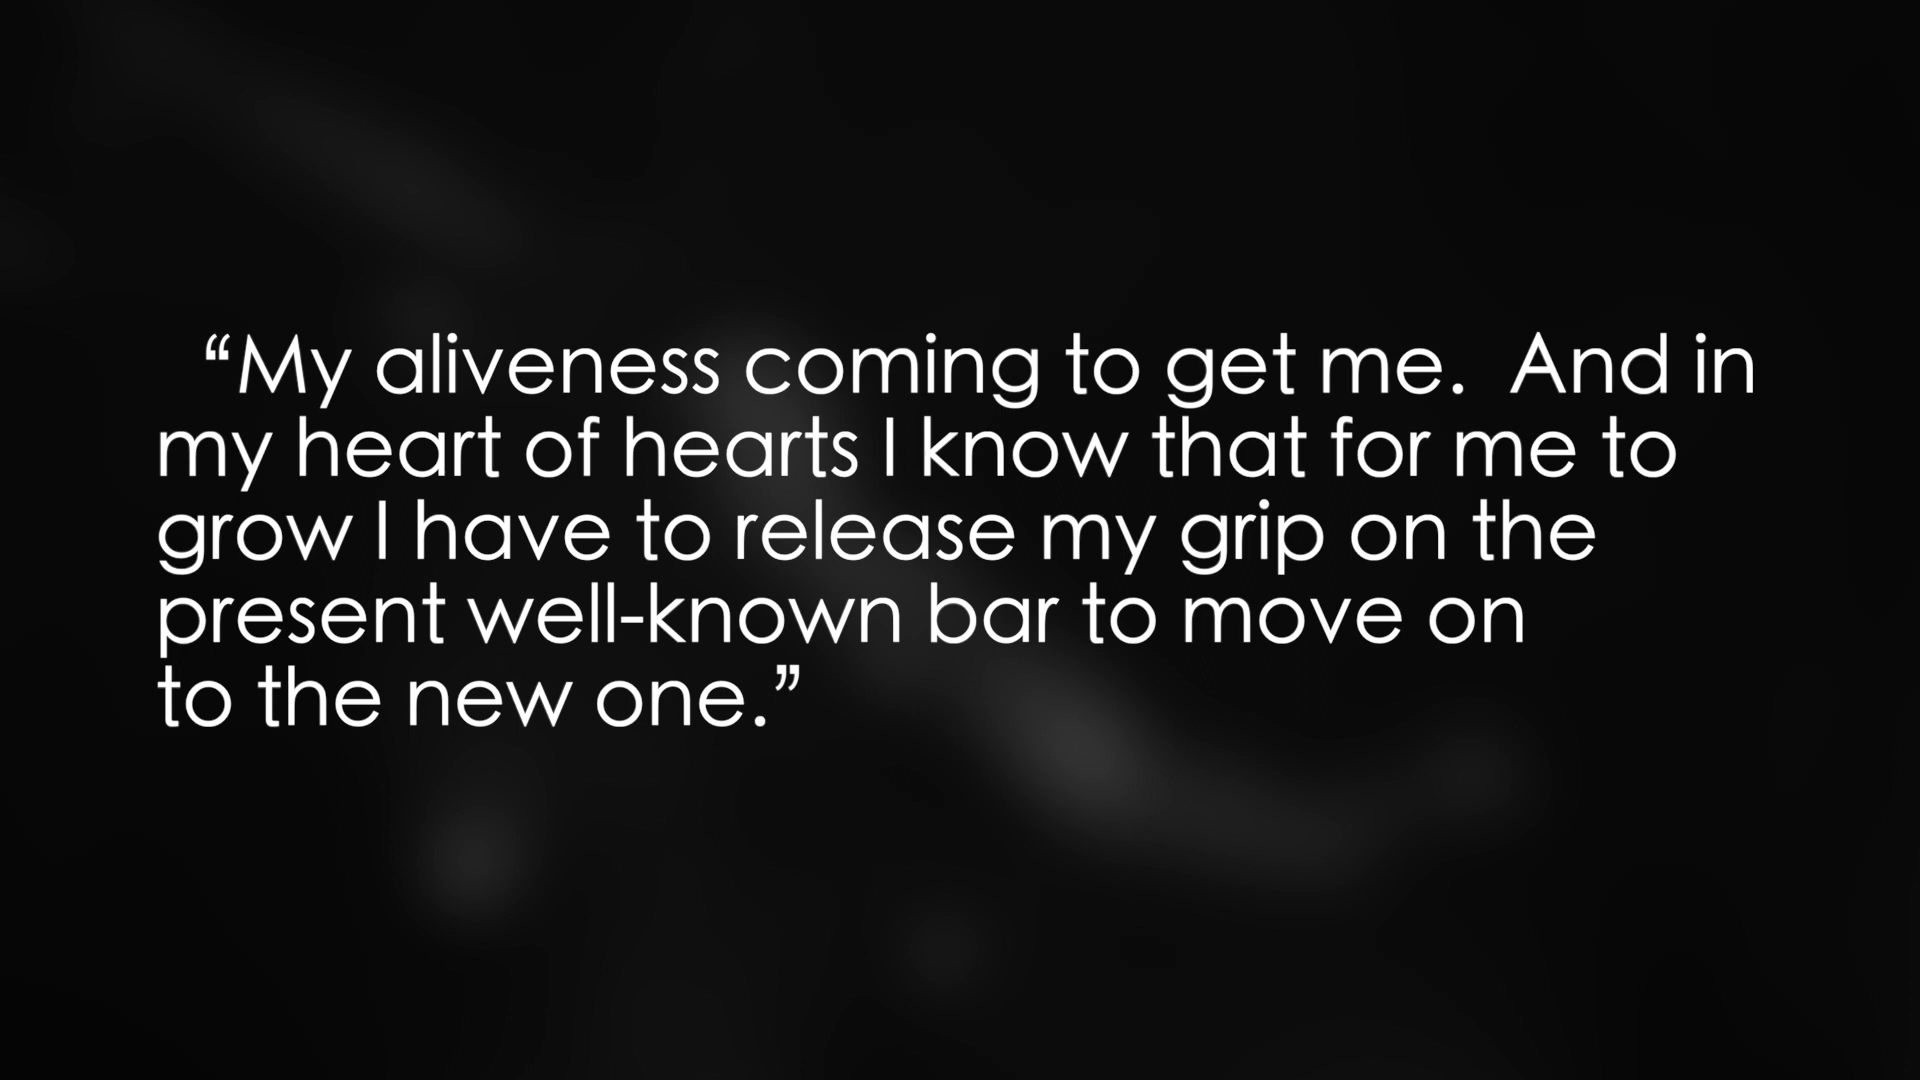 “My aliveness coming to get me.  And in
my heart of hearts I know that for me to
grow I have to release my grip on the
present well-known bar to move on
to the new one.”